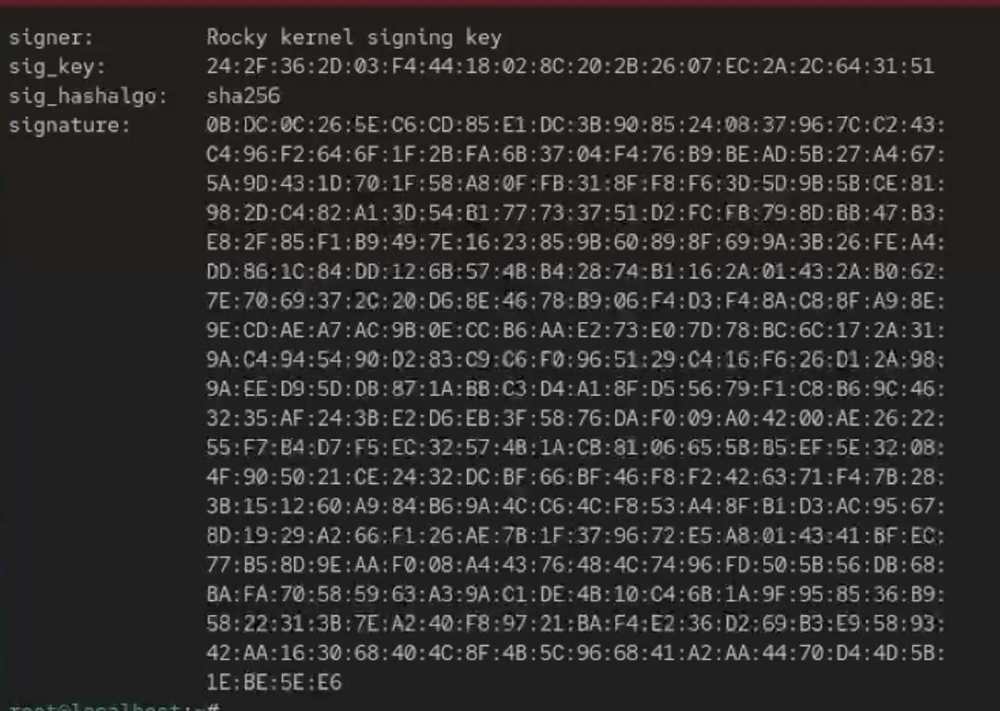 signer: Rocky kernel signing key
sig_key: 24:2F:36:2D:03:F4:44:18:02:8C:20:2B:26:07:EC:2A:2C:64:31:51
sig_hashalgo: sha256
signature: 0B:DC:0C:26:5E:C6:CD:85:E1:DC:3B:90:85:24:08:37:96:7C:C2:43:
C4:96:F2:64:6F:1F:2B:FA:6B:37:04:F4:76:B9:BE:AD:5B:27:A4:67:
5A:9D:43:1D:70:1F:58:A8:0F:FB:31:8F:F8:F6:3D:5D:9B:5B:CE:81:
98:2D:C4:82:A1:3D:54:B1:77:73:37:51:D2:FC:FB:79:8D:BB:47:B3:
E8:2F:85:F1:B9:49:7E:16:23:85:9B:60:89:8F:69:9A:3B:26:FE:A4:
DD:86:1C:84:DD:12:6B:57:4B:B4:28:74:B1:16:2A:01:43:2A:B0:62:
7E:70:69:37:2C:20:D6:8E:46:78:B9:06:F4:D3:F4:8A:C8:8F:A9:8E:
9E:CD:AE:A7:AC:9B:0E:CC:B6:AA:E2:73:E0:7D:78:BC:6C:17:2A:31:
9A:C4:94:54:90:D2:83:C9:C6:F0:96:51:29:C4:16:F6:26:D1:2A:98:
9A:EE:D9:5D:DB:87:1A:BB:C3:D4:A1:8F:D5:56:79:F1:C8:B6:9C:46:
32:35:AF:24:3B:E2:D6:EB:3F:58:76:DA:F0:09:A0:42:00:AE:26:22:
55:F7:B4:D7:F5:EC:32:57:4B:1A:CB:81:06:65:5B:B5:EF:5E:32:08:
4F:90:50:21:CE:24:32:DC:BF:66:BF:46:F8:F2:42:63:71:F4:7B:28:
3B:15:12:60:A9:84:B6:9A:4C:C6:4C:F8:53:A4:8F:B1:D3:AC:95:67:
8D:19:29:A2:66:F1:26:AE:7B:1F:37:96:72:E5:A8:01:43:41:BF:EC:
77:B5:8D:9E:AA:F0:08:A4:43:76:48:4C:74:96:FD:50:5B:56:DB:68:
BA:FA:70:58:59:63:A3:9A:C1:DE:4B:10:C4:6B:1A:9F:95:85:36:B9:
58:22:31:3B:7E:A2:40:F8:97:21:BA:F4:E2:36:D2:69:B3:E9:58:93:
42:AA:16:30:68:40:4C:8F:4B:5C:96:68:41:A2:AA:44:70:D4:4D:5B:
1E:BE:5E:E6
root@localhost:~#